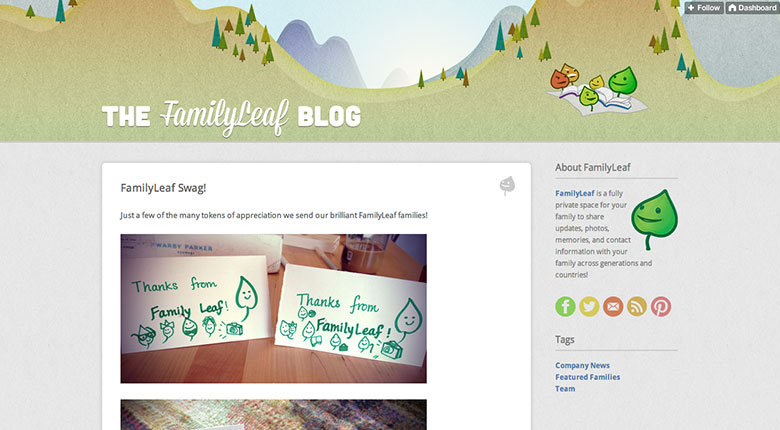 + Follow
Dashboard
THE FamilyLeaf BLOG
FamilyLeaf Swag!
Just a few of the many tokens of appreciation we send our brilliant FamilyLeaf families!
WARBY PARKER
Thanks from
Family Leaf!
Thanks from
FamilyLeaf!
About FamilyLeaf
FamilyLeaf is a fully
private space for your
family to share
updates, photos,
memories, and contact
information with your
family across generations and
countries!
Tags
Company News
Featured Families
Team